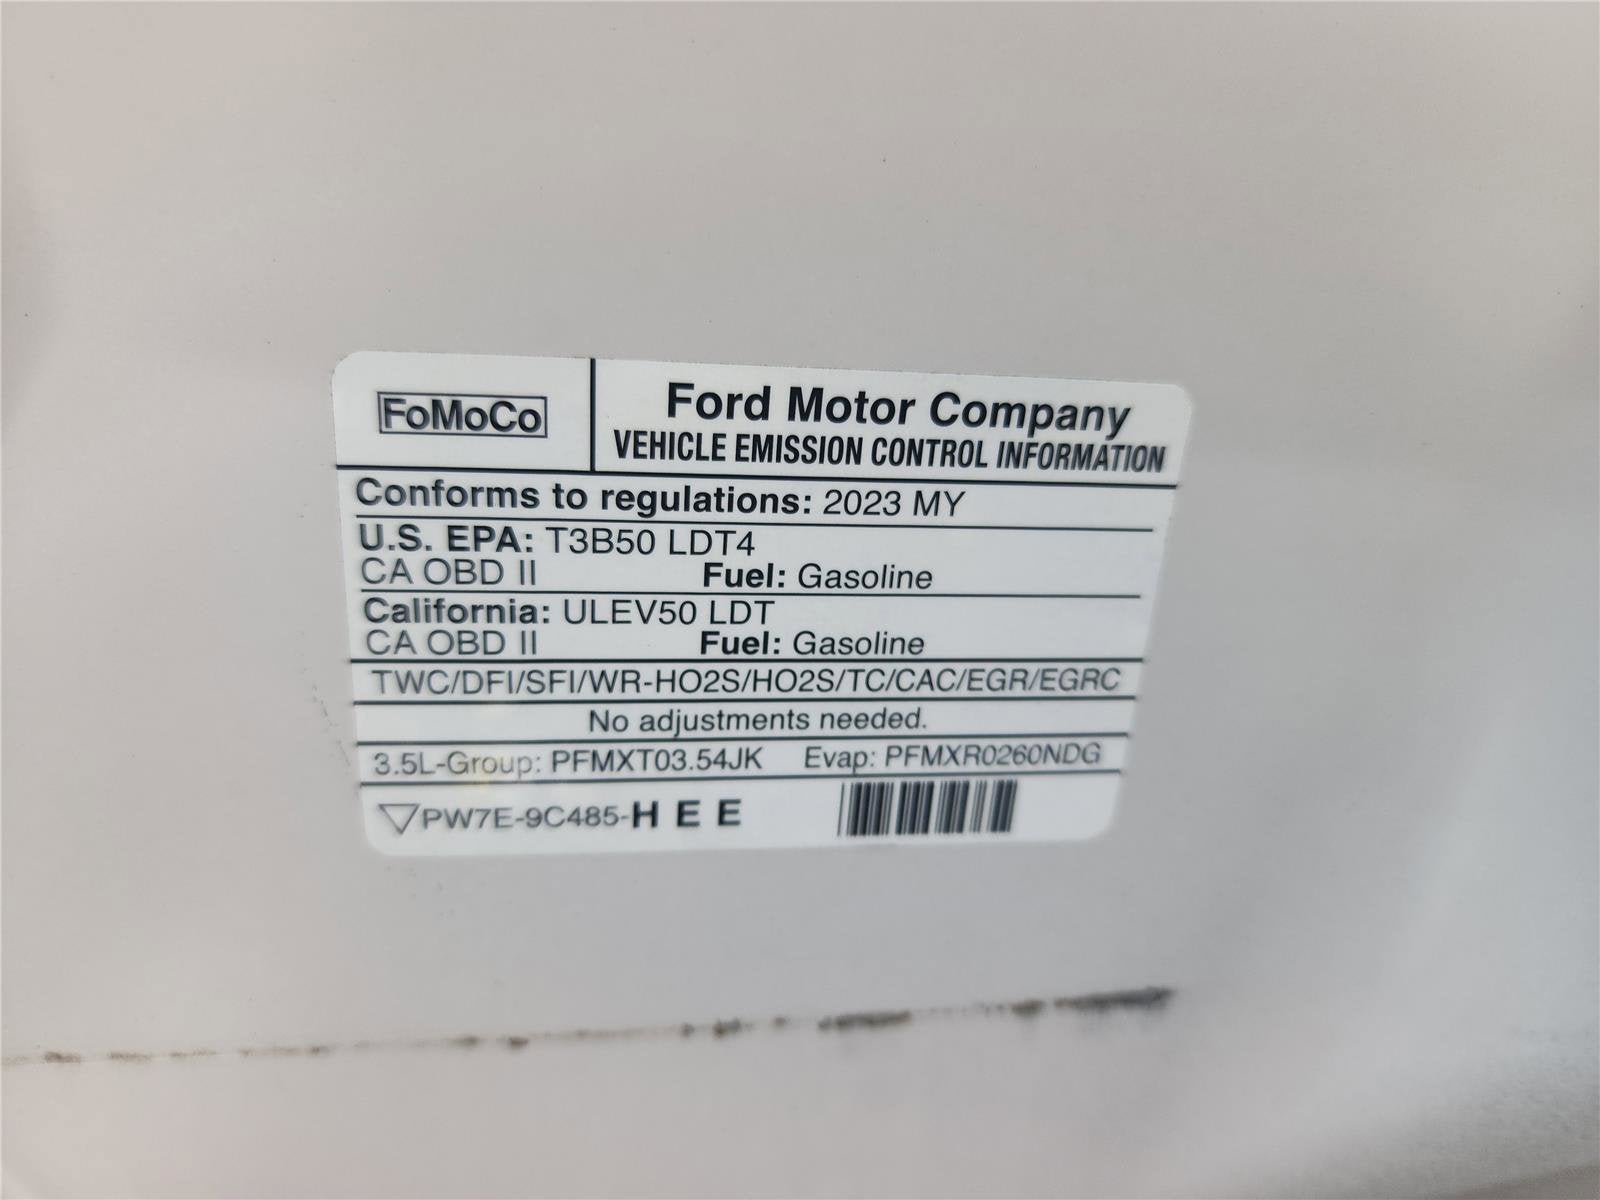 FoMoCo
Ford Motor Company
VEHICLE EMISSION CONTROL INFORMATION
Conforms to regulations: 2023 MY
U.S. EPA: T3B50 LDT4
CA OBD II Fuel: Gasoline
California: ULEV50 LDT
CA OBD II Fuel: Gasoline
TWC/DFI/SFI/WR-HO2S/HO2S/TC/CAC/EGR/EGRC
No adjustments needed.
3.5L-Group: PFMXT03.54JK Evap: PFMXR0260NDG
PW7E-9C485-H E E